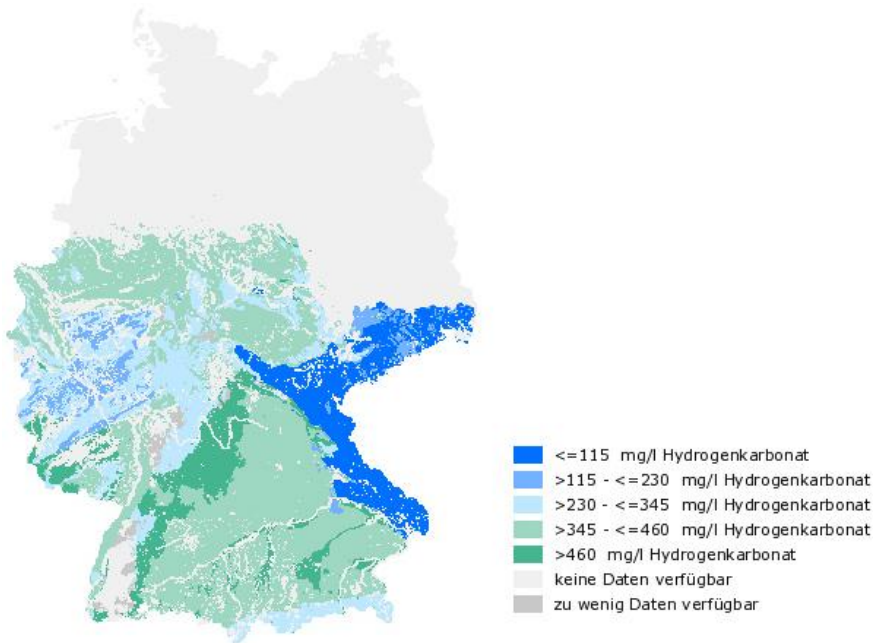 <=115 mg/l Hydrogenkarbonat
>115 - <=230 mg/l Hydrogenkarbonat
>230 - <=345 mg/l Hydrogenkarbonat
>345 - <=460 mg/l Hydrogenkarbonat
>460 mg/l Hydrogenkarbonat
keine Daten verfügbar
zu wenig Daten verfügbar